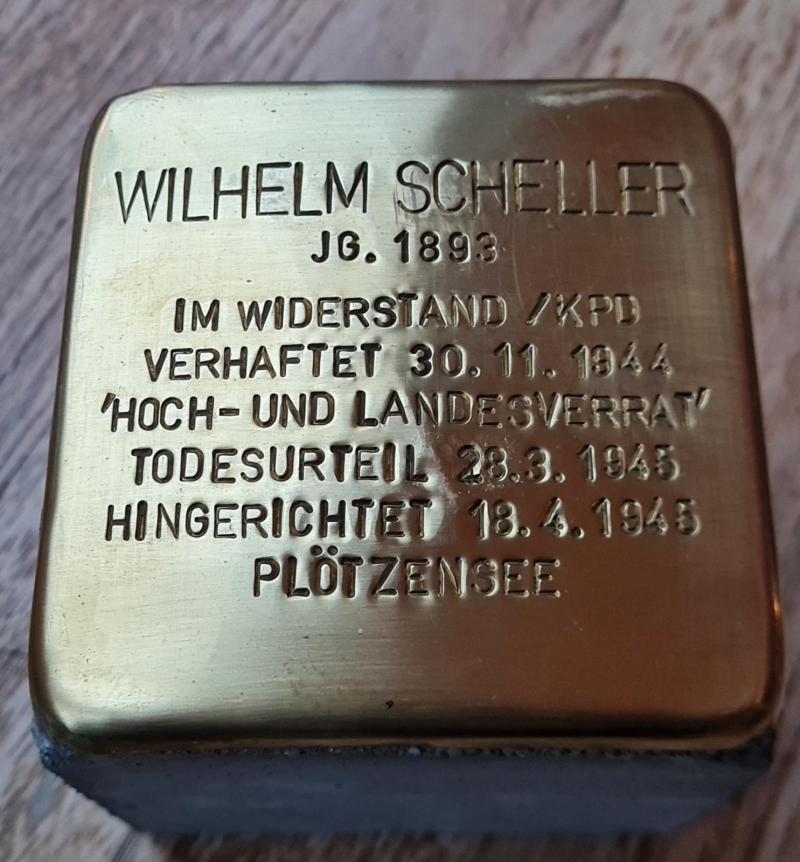 WILHELM SCHELLER
JG. 1893
IM WIDERSTAND /KPD
VERHAFTET 30.11.1944
'HOCH- UND LANDESVERRAT'
TODESURTEIL 28.3.1945
HINGERICHTET 18.4.1945
PLÖTZENSEE